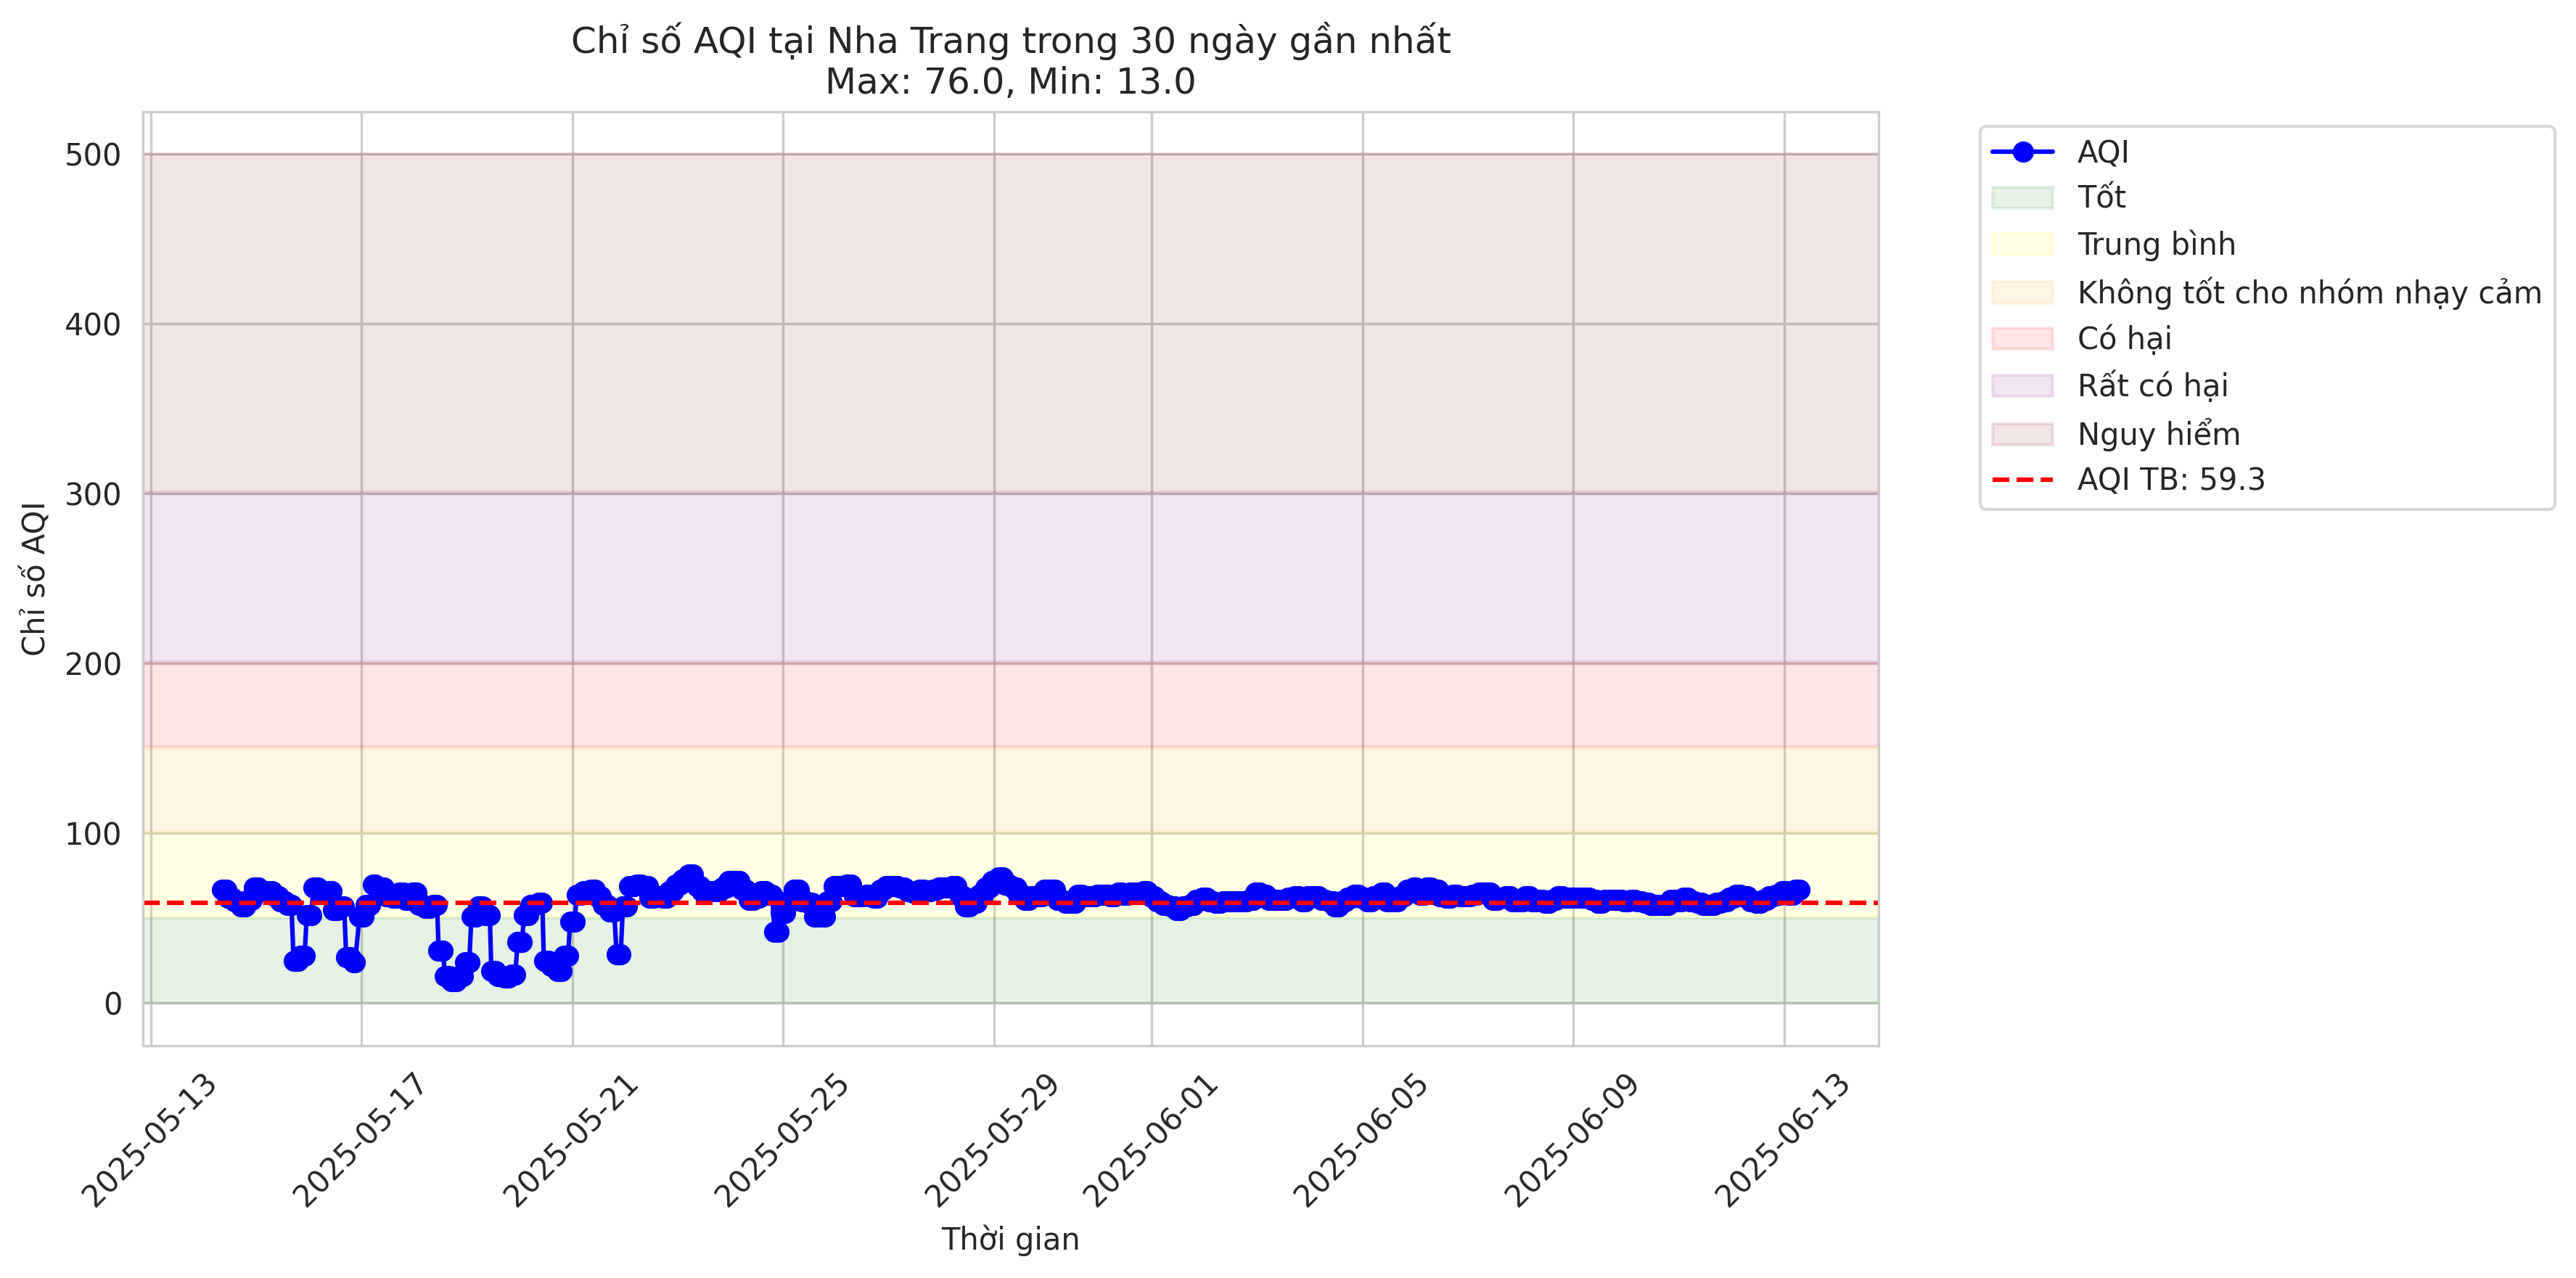 Chỉ số AQI tại Nha Trang trong 30 ngày gần nhất
Max: 76.0, Min: 13.0
Chỉ số AQI
500
400
300
200
100
0
2025-05-13
2025-05-17
2025-05-21
2025-05-25
2025-05-29
2025-06-01
2025-06-05
2025-06-09
2025-06-13
Thời gian
AQI
Tốt
Trung bình
Không tốt cho nhóm nhạy cảm
Có hại
Rất có hại
Nguy hiểm
AQI TB: 59.3